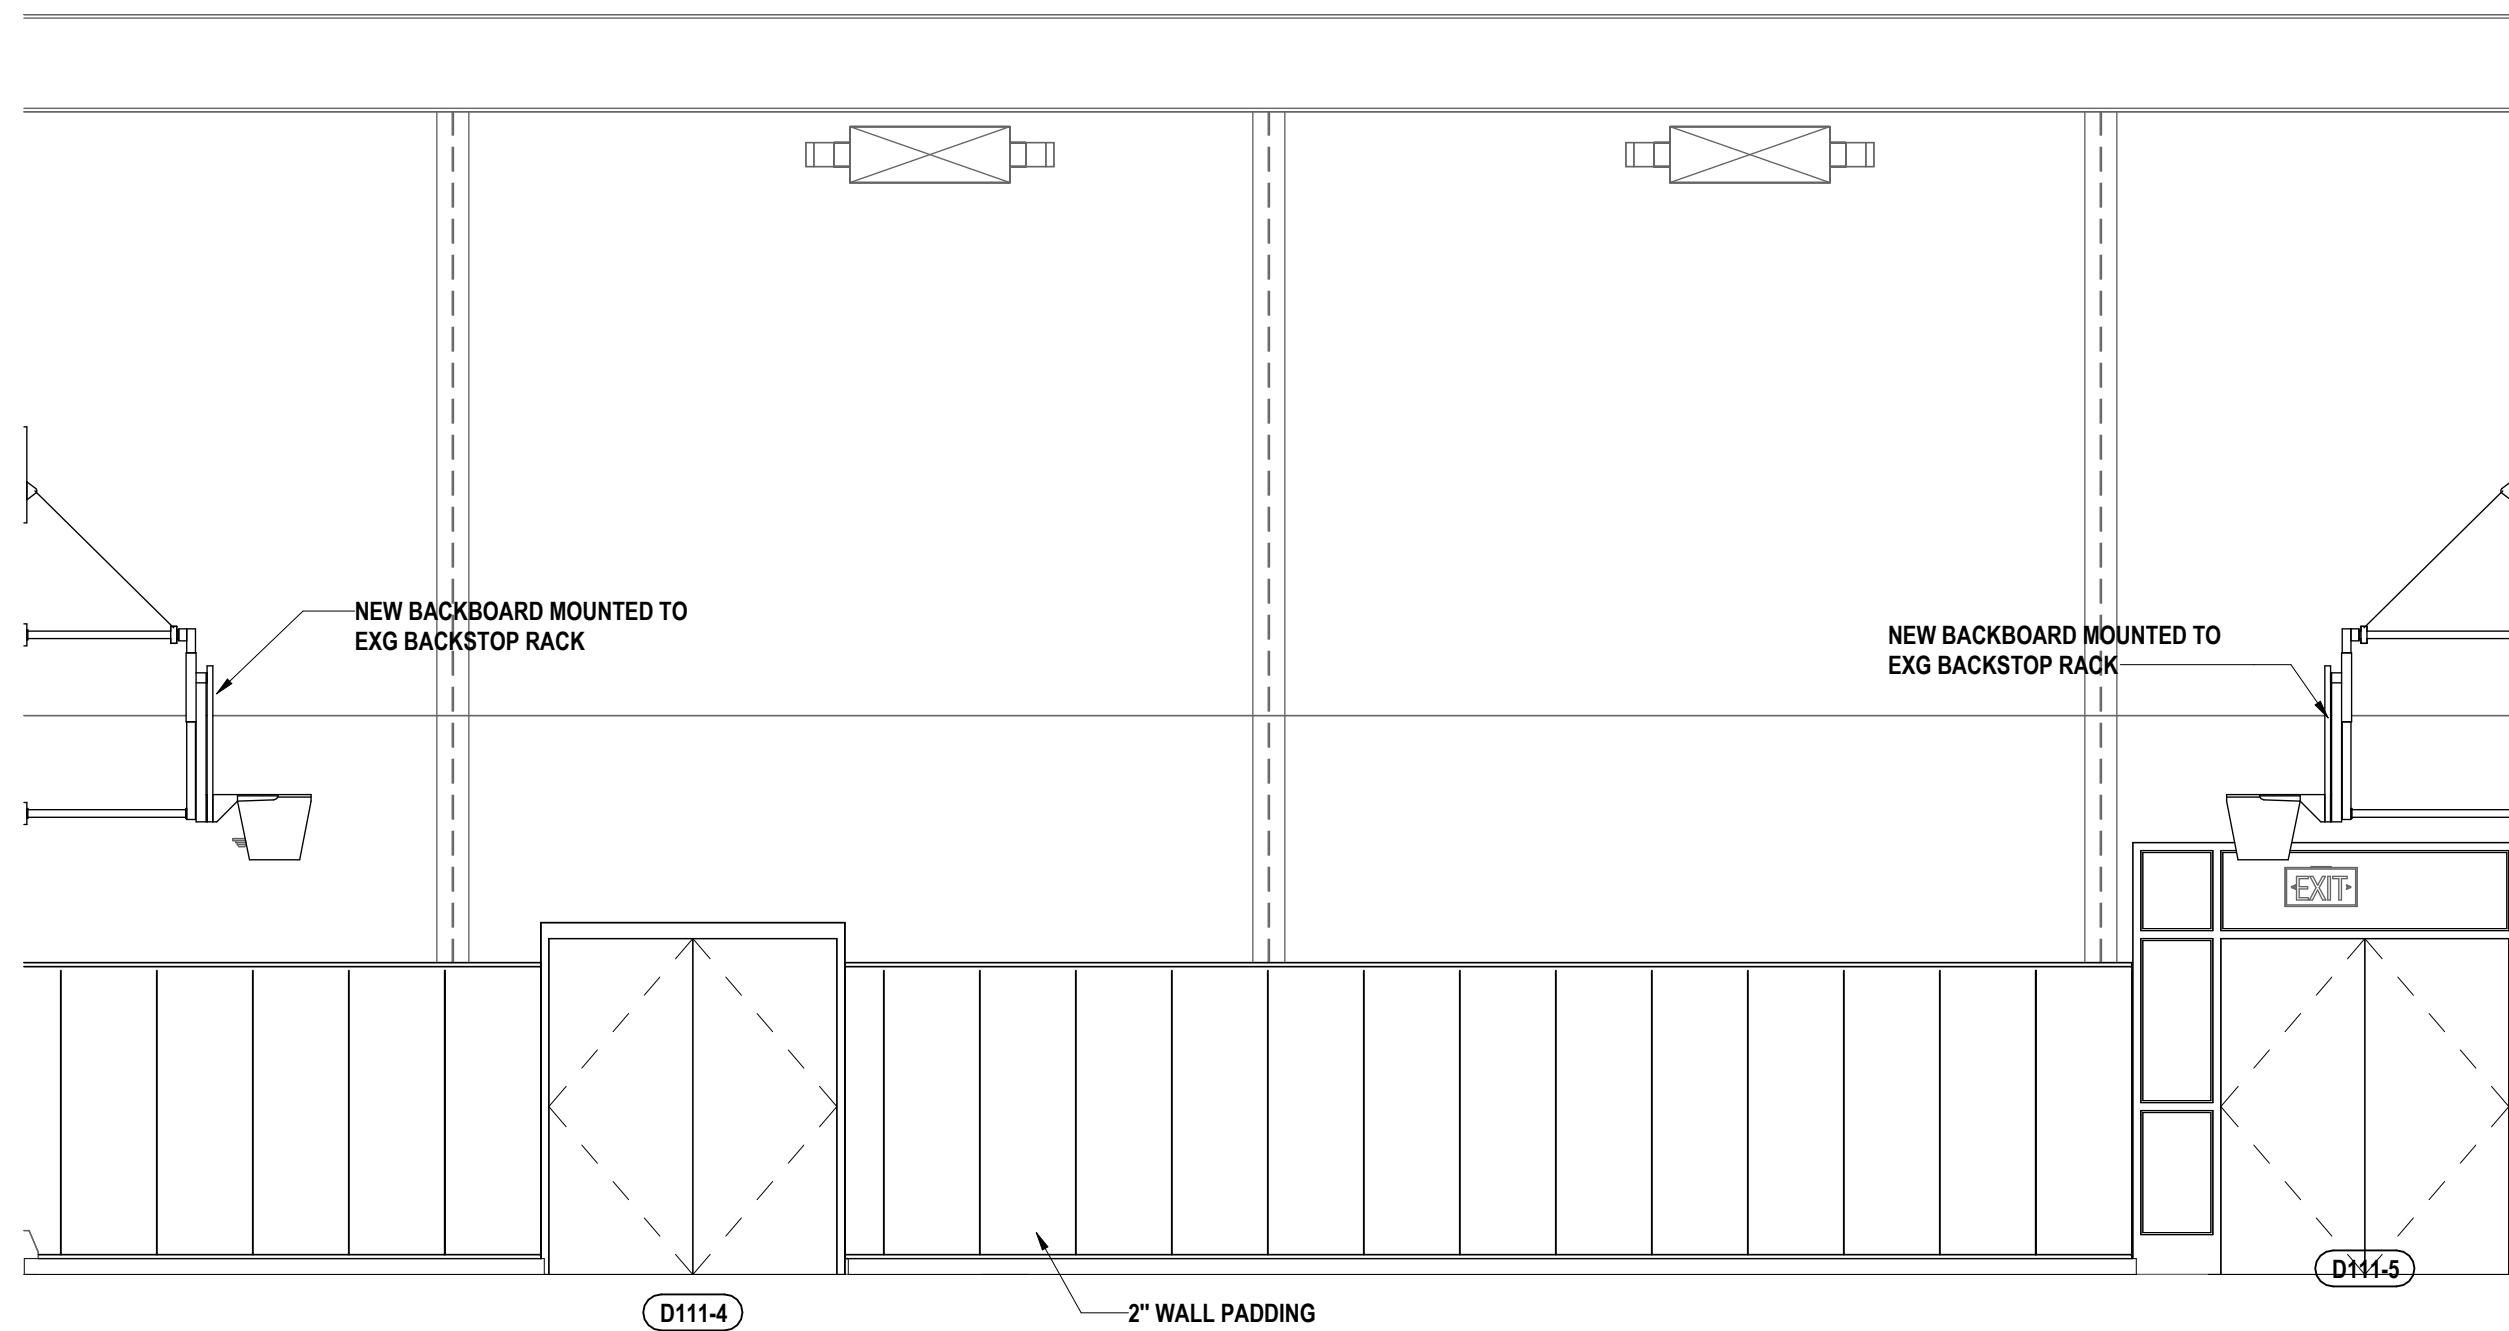 NEW BACKBOARD MOUNTED TO
EXG BACKSTOP RACK
NEW BACKBOARD MOUNTED TO
EXG BACKSTOP RACK
EXIT
D111-5
D111-4
2" WALL PADDING